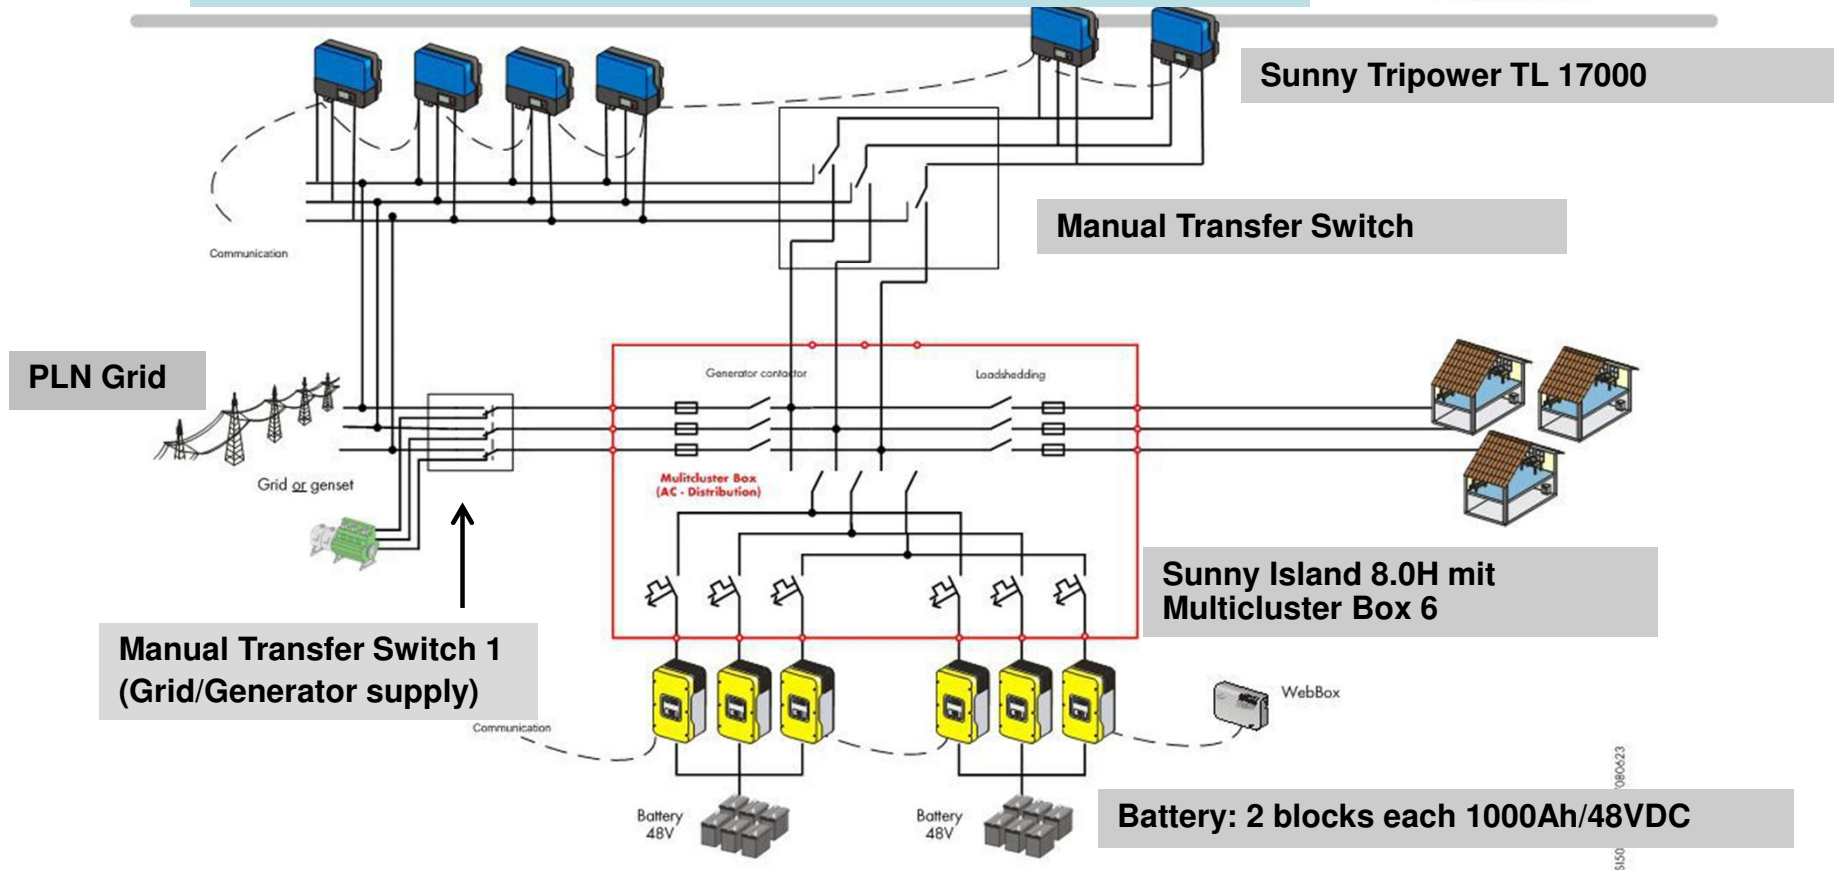 Sunny Tripower TL 17000
Manual Transfer Switch
Communication
PLN Grid
Generator contactor
Loadshedding
Grid or genset
Mulitcluster Box
(AC - Distribution)
Sunny Island 8.0H mit
Multicluster Box 6
Manual Transfer Switch 1
(Grid/Generator supply)
Communication
WebBox
Battery
48V
Battery
48V
Battery: 2 blocks each 1000Ah/48VDC